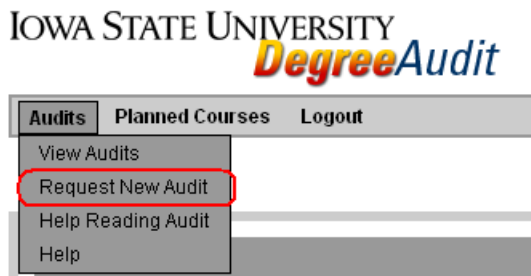 IOWA STATE UNIVERSITY
DegreeAudit
Audits Planned Courses Logout
View Audits
Request New Audit
Help Reading Audit
Help